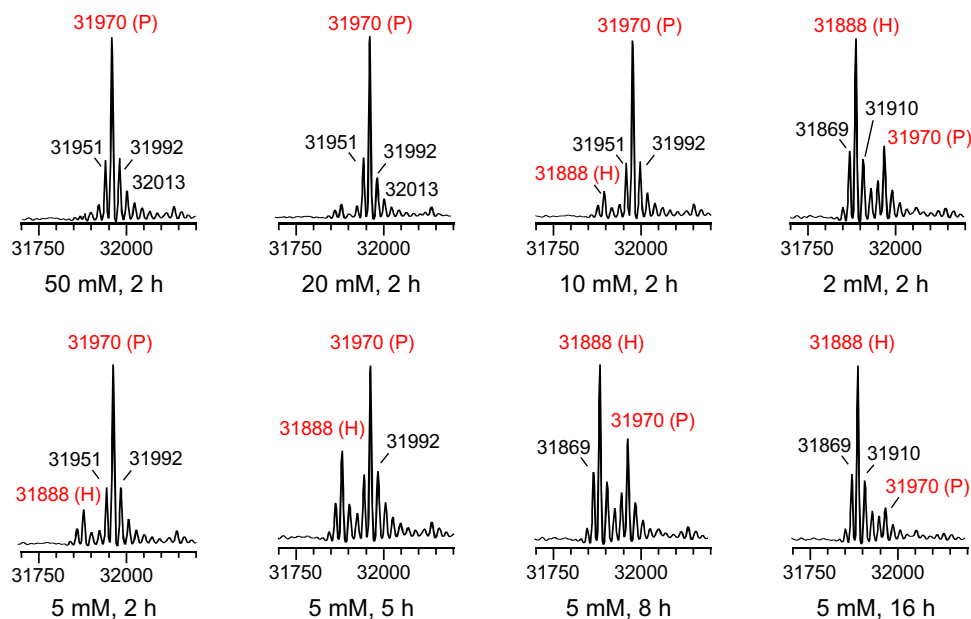 31970 (P)
31951
31992
32013
31750
32000
50 mM, 2 h
31970 (P)
31992
32013
31750
32000
20 mM, 2 h
31970 (P)
31951
31992
31888 (H)
31750
32000
10 mM, 2 h
31888 (H)
31910
31869
31970 (P)
31750
32000
2 mM, 2 h
31970 (P)
31951
31992
31888 (H)
31750
32000
5 mM, 2 h
31970 (P)
31888 (H)
31992
31750
32000
5 mM, 5 h
31888 (H)
31970 (P)
31869
31750
32000
5 mM, 8 h
31888 (H)
31869
31910
31970 (P)
31750
32000
5 mM, 16 h